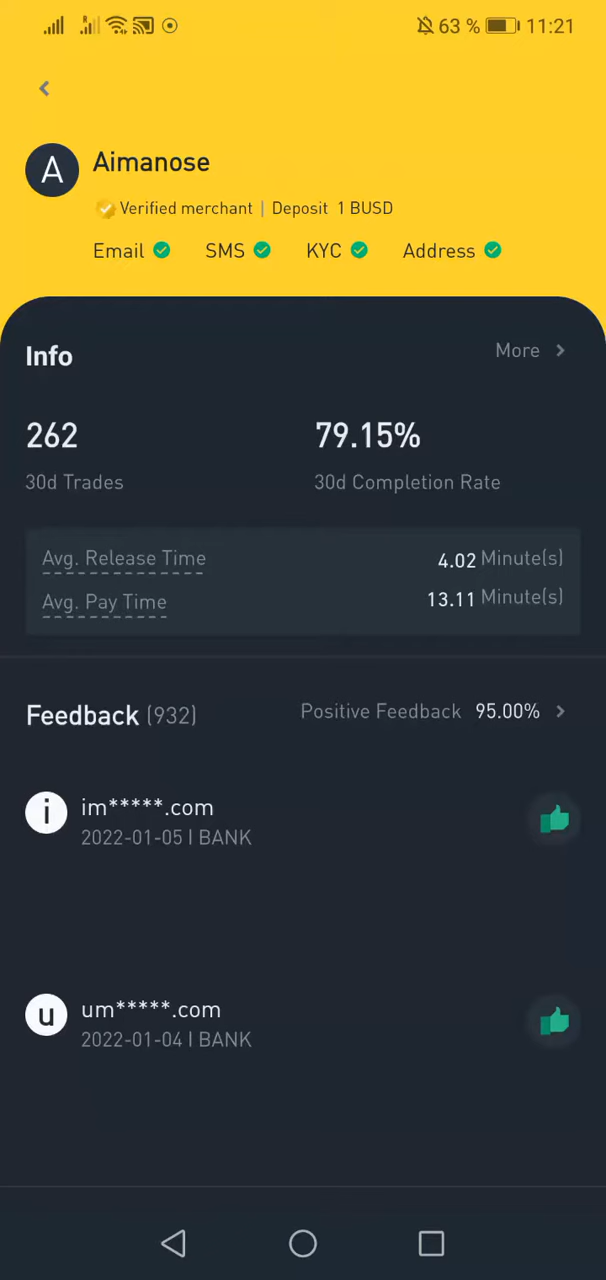 63 % 11:21
A
Aimanose
Verified merchant | Deposit 1 BUSD
Email SMS KYC Address
Info More
262 79.15%
30d Trades 30d Completion Rate
Avg. Release Time 4.02 Minute(s)
Avg. Pay Time 13.11 Minute(s)
Feedback (932) Positive Feedback 95.00%
i im*****.com
2022-01-05 | BANK
u um*****.com
2022-01-04 | BANK